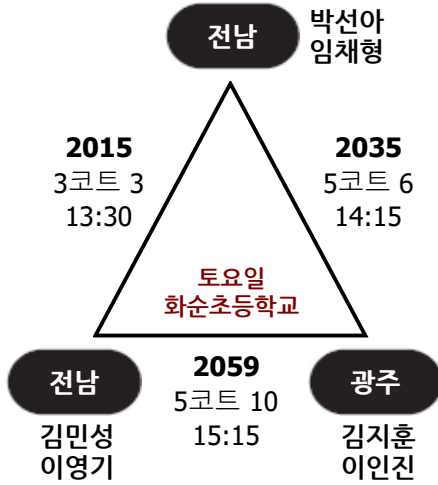 전남
박선아
임채형
2015
3코트 3
13:30
2035
5코트 6
14:15
토요일
화순초등학교
전남
김민성
이영기
2059
5코트 10
15:15
광주
김지훈
이인진